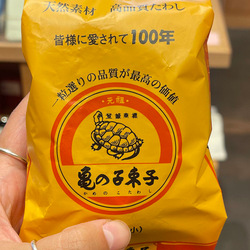 天然素材 高品質たわし
皆様に愛されて100年
一粒選りの品質が最高の価値
元祖
登録商標
亀の子束子
かめのこたわし
小